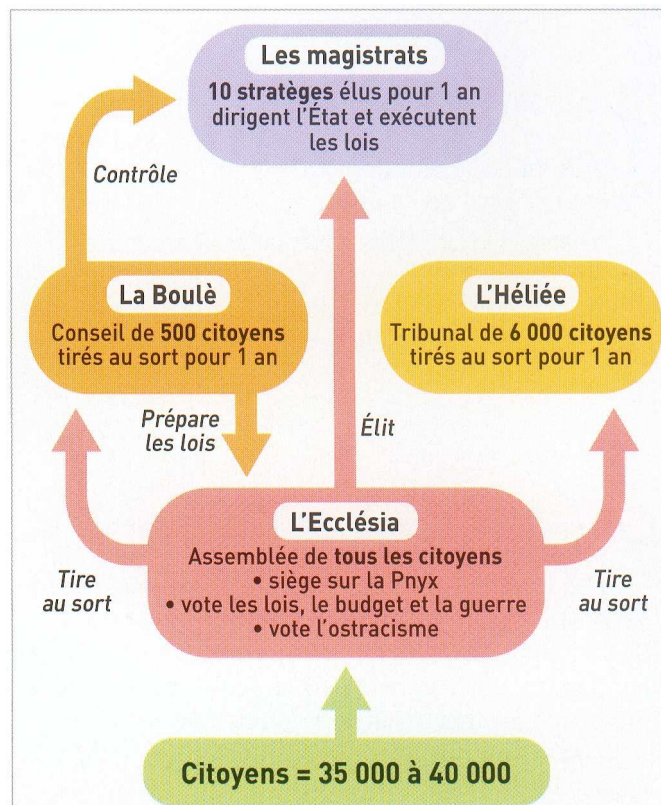 Les magistrats
10 stratèges élus pour 1 an
dirigent l'État et exécutent
les lois
Contrôle
La Boulè
Conseil de 500 citoyens
tirés au sort pour 1 an
L'Héliée
Tribunal de 6 000 citoyens
tirés au sort pour 1 an
Prépare
les lois
Élit
L'Ecclésia
Assemblée de tous les citoyens
• siège sur la Pnyx
• vote les lois, le budget et la guerre
• vote l'ostracisme
Tire
au sort
Tire
au sort
Citoyens = 35 000 à 40 000